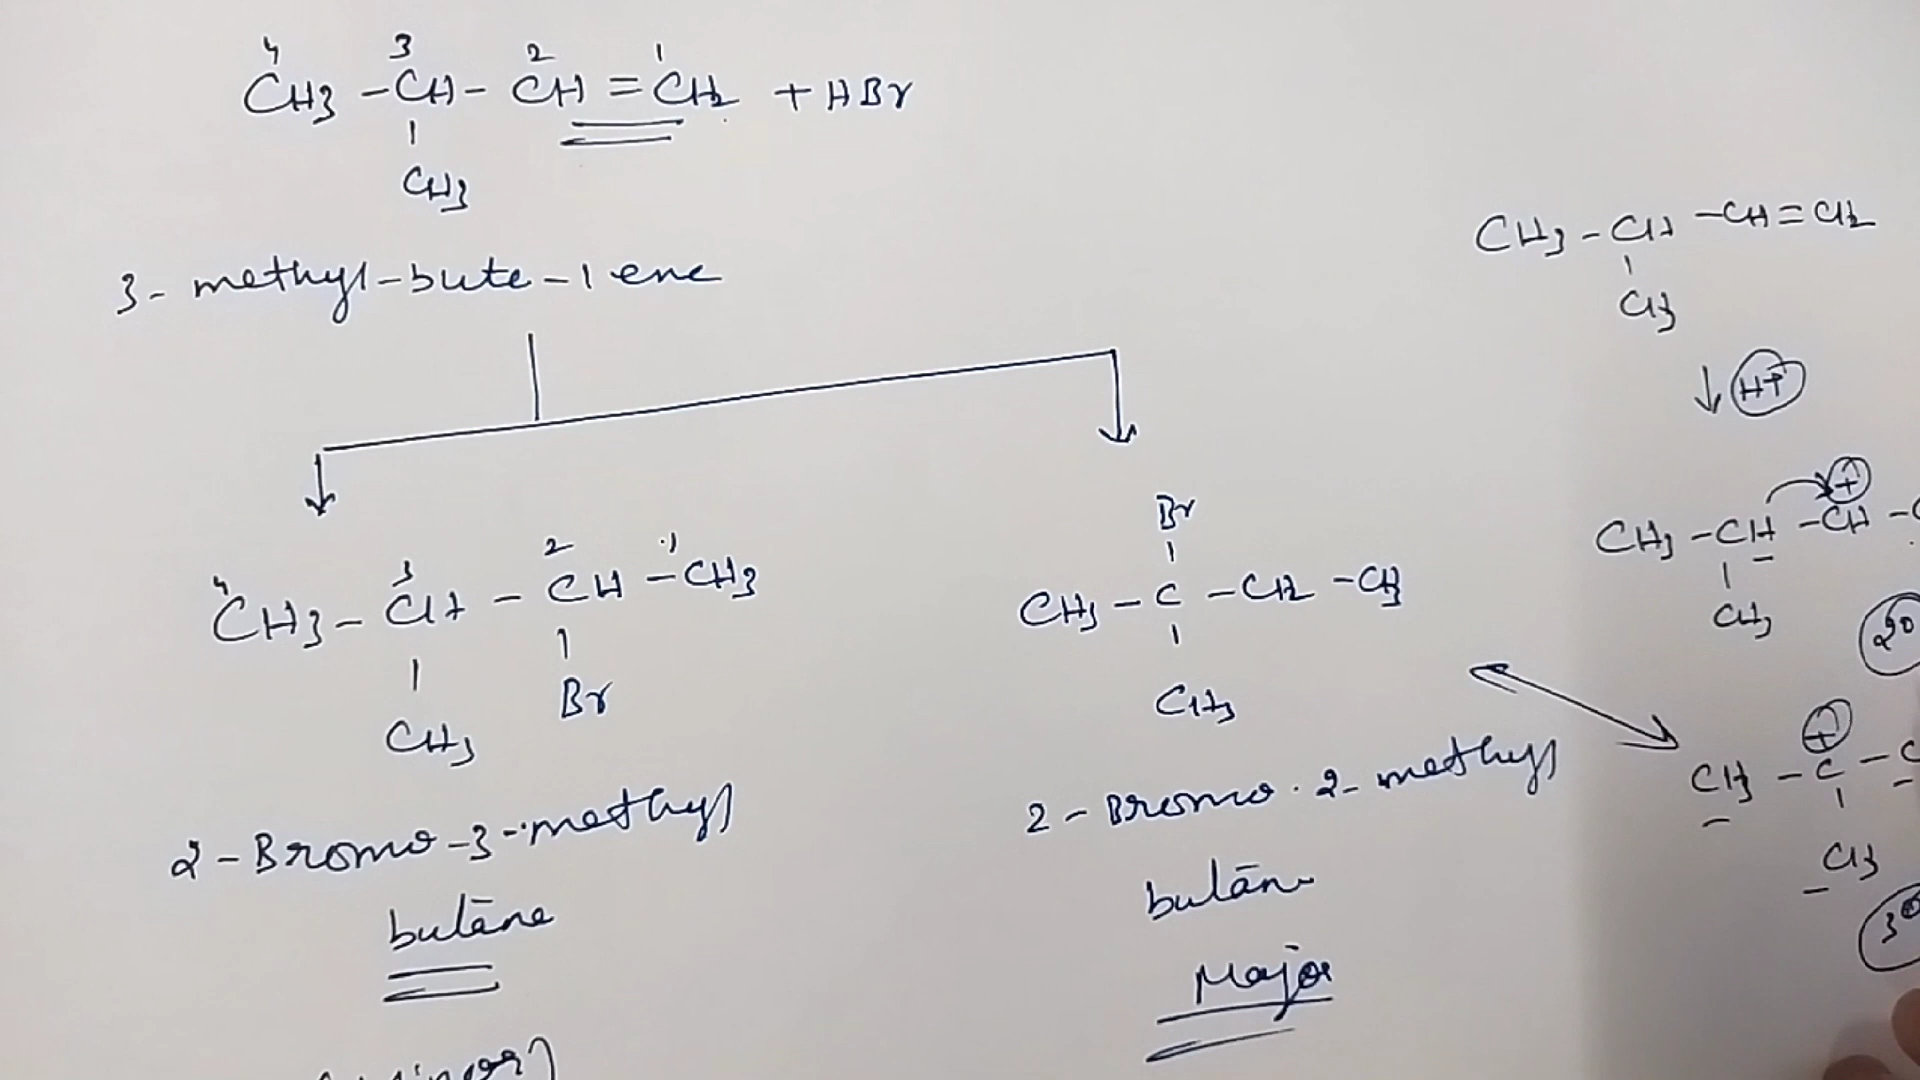 4 3 2 1
CH3 - CH - CH = CH2 + HBr
CH3
3- methyl-bute-1 ene
CH3 - CH - CH = CH2
CH3
H+
+
CH3 - CH - CH -
CH3
2°
4 3 2 1
CH3 - CH - CH - CH3
CH3 Br
Br
CH3 - C - CH2 - CH3
CH3
+
CH3 - C - C
CH3
3°
2-Bromo-3-methyl
butane
2-Bromo-2-methyl
butan
Major